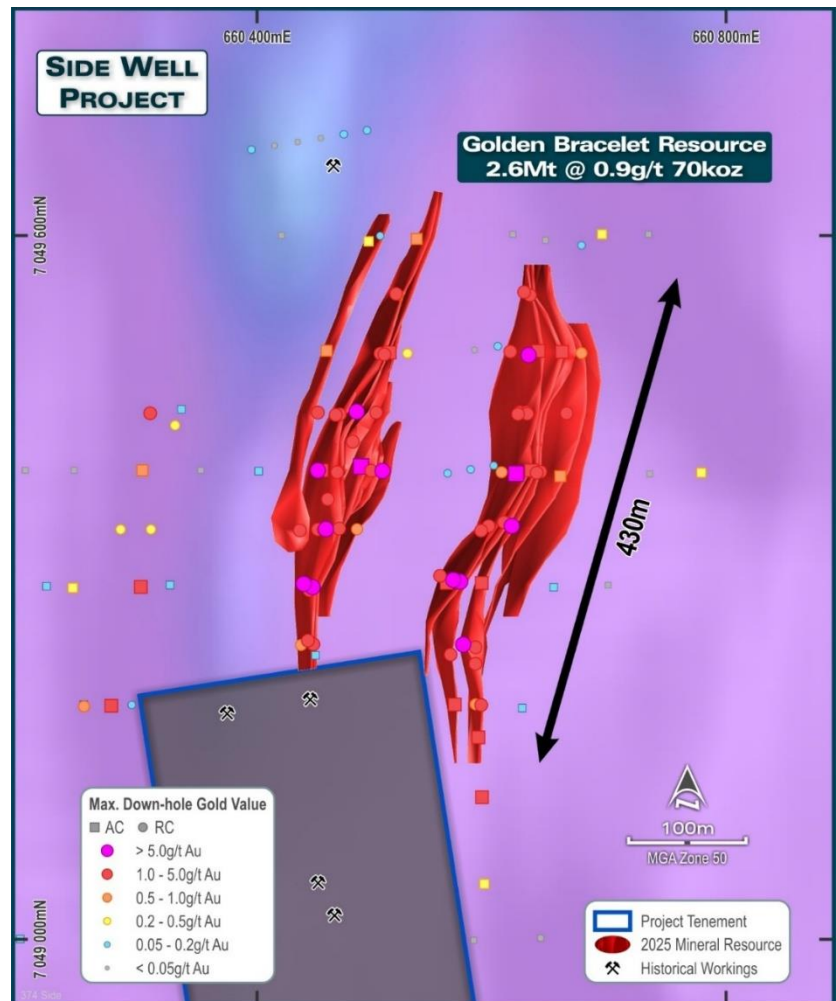 660 400mE
660 800mE
SIDE WELL
PROJECT
Golden Bracelet Resource
2.6Mt @ 0.9g/t 70koz
7 049 600mN
430m
Max. Down-hole Gold Value
AC RC
> 5.0g/t Au
1.0 - 5.0g/t Au
0.5 - 1.0g/t Au
0.2 - 0.5g/t Au
0.05 - 0.2g/t Au
< 0.05g/t Au
N
100m
MGA Zone 50
7 049 000mN
Project Tenement
2025 Mineral Resource
Historical Workings